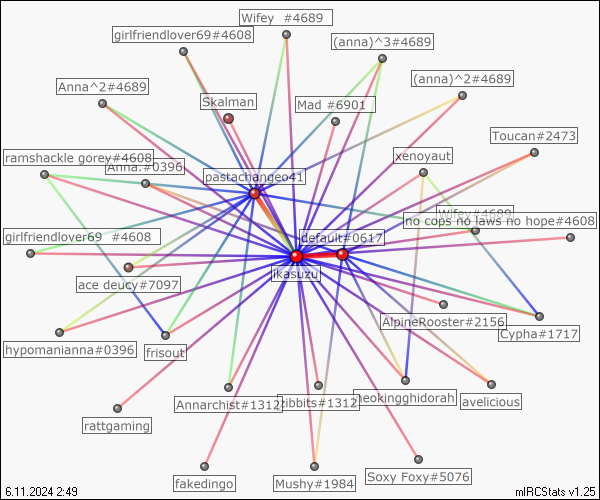 Wifey #4689
girlfriendlover69#4608
(anna)^3#4689
Anna^2#4689
(anna)^2#4689
Skalman
Mad #6901
Toucan#2473
ramshackle gorey#4608
xenoyaut
Anna.#0396
pastachangeo41
Wifey#4689
no cops no laws no hope#4608
girlfriendlover69 #4608
default#0617
ikasuzu
ace deucy#7097
AlpineRooster#2156
Cypha#1717
hypomanianna#0396
frisout
Annarchist#1312
zibbits#1312
neokingghidorah
avelicious
rattgaming
fakedingo
Mushy#1984
Soxy Foxy#5076
6.11.2024 2:49
mIRCStats v1.25